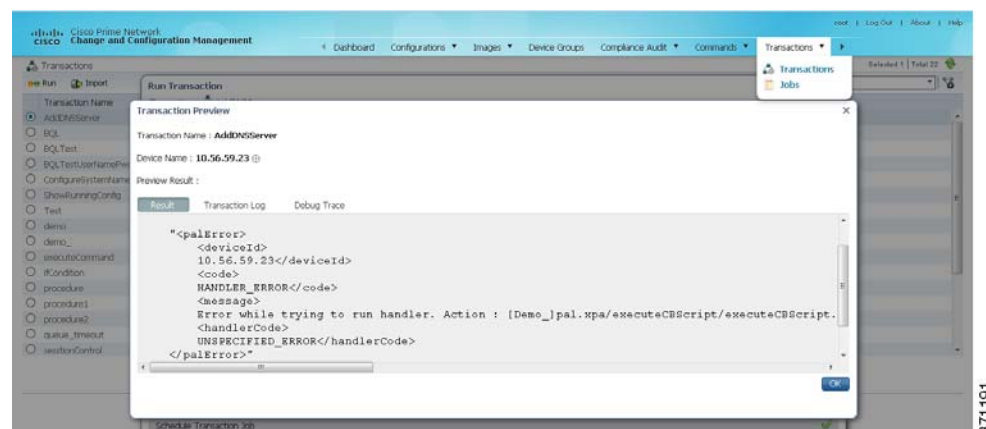 root | Log Out | About | Help
cisco
Cisco Prime Network
Change and Configuration Management
Dashboard Configurations Images Device Groups Compliance Audit Commands Transactions
Transactions
Jobs
Transactions
Selected 1 | Total 22
Run Import
Run Transaction
Transaction Name
AddDNSServer
BQL
BQLTest
ConfigureSystemName
ShowRunningConfig
Test
demo
demo_
executeCommand
ifCondition
procedure
procedure1
procedure2
queue_timeout
sessionControl
Transaction Preview
Transaction Name : AddDNSServer
Device Name : 10.56.59.23
Preview Result :
Result Transaction Log Debug Trace
"<palError>
<deviceId>
10.56.59.23</deviceId>
<code>
HANDLER_ERROR</code>
<message>
Error while trying to run handler. Action : [Demo_]pal.xpa/executeCBScript/executeCBScript.
<handlerCode>
UNSPECIFIED_ERROR</handlerCode>
</palError>"
OK
Schedule Transaction Job
371191